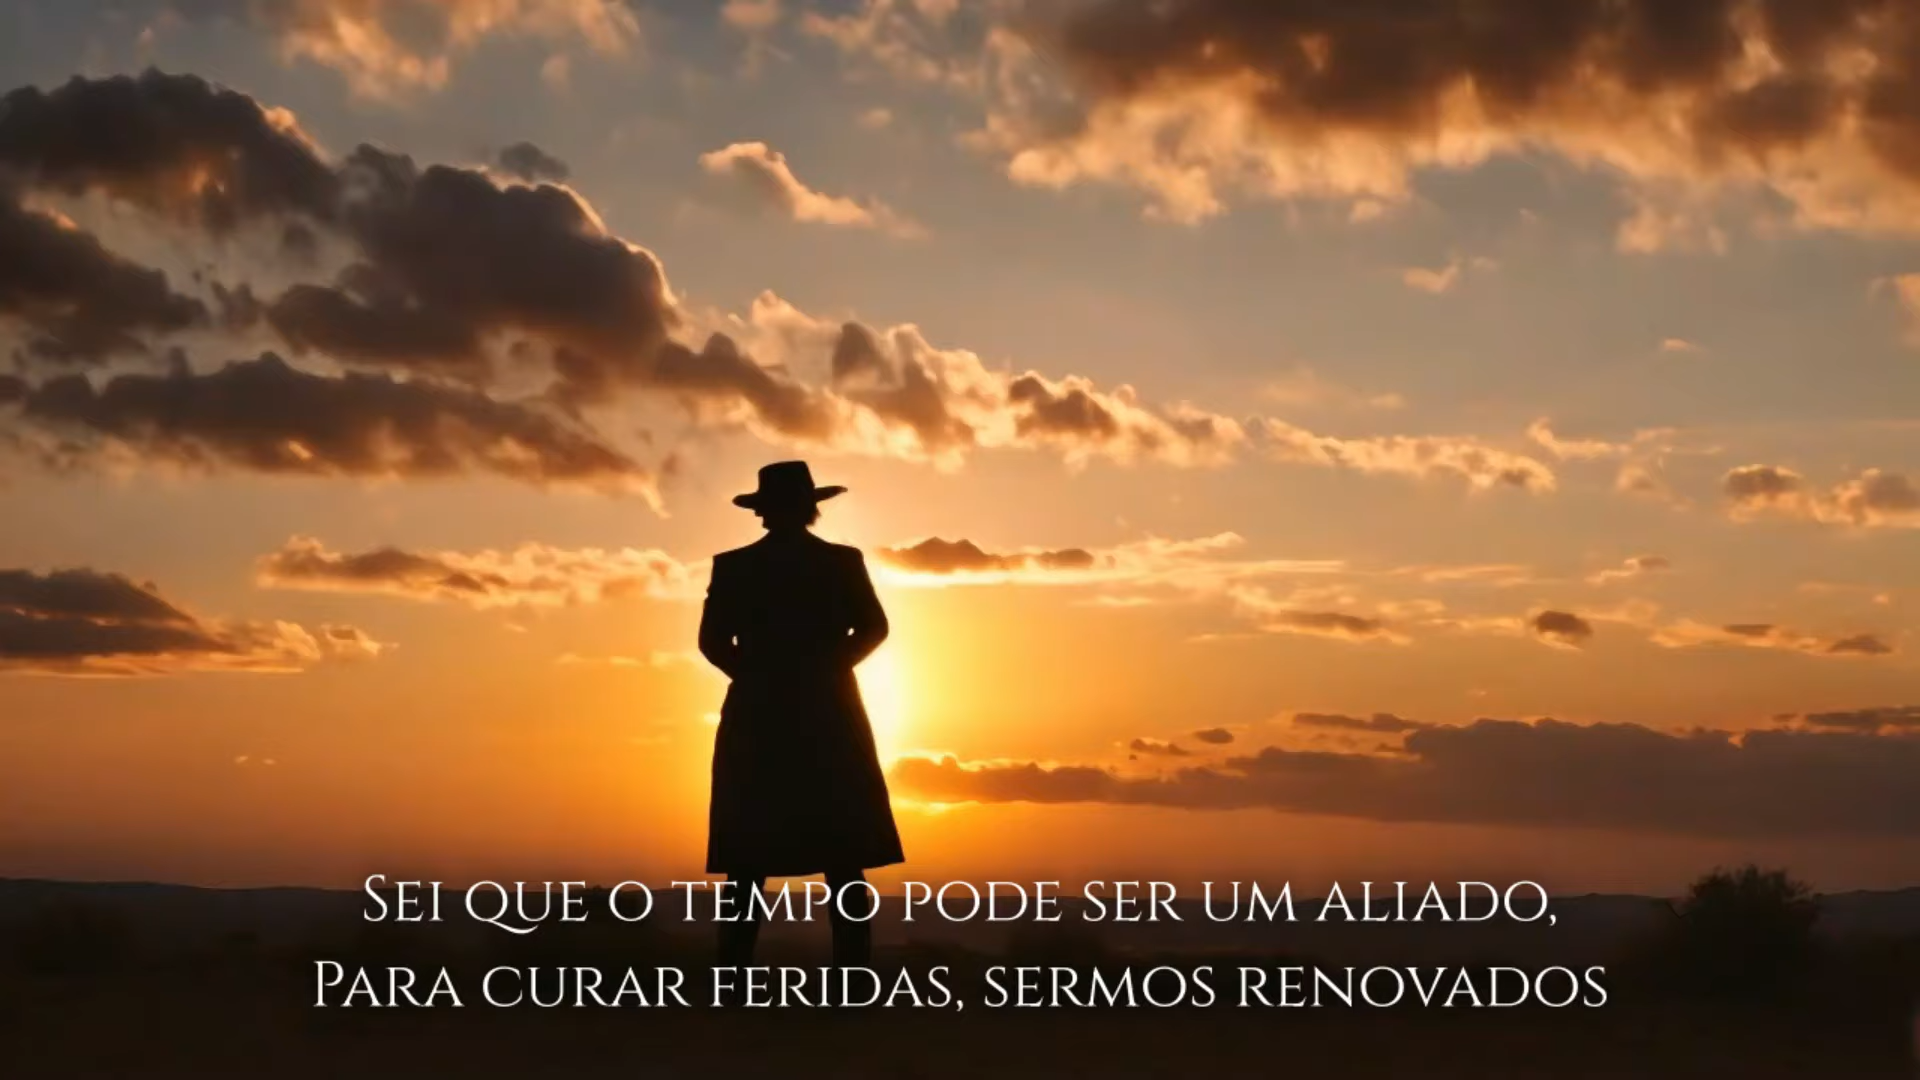 Sei que o tempo pode ser um aliado,
Para curar feridas, sermos renovados